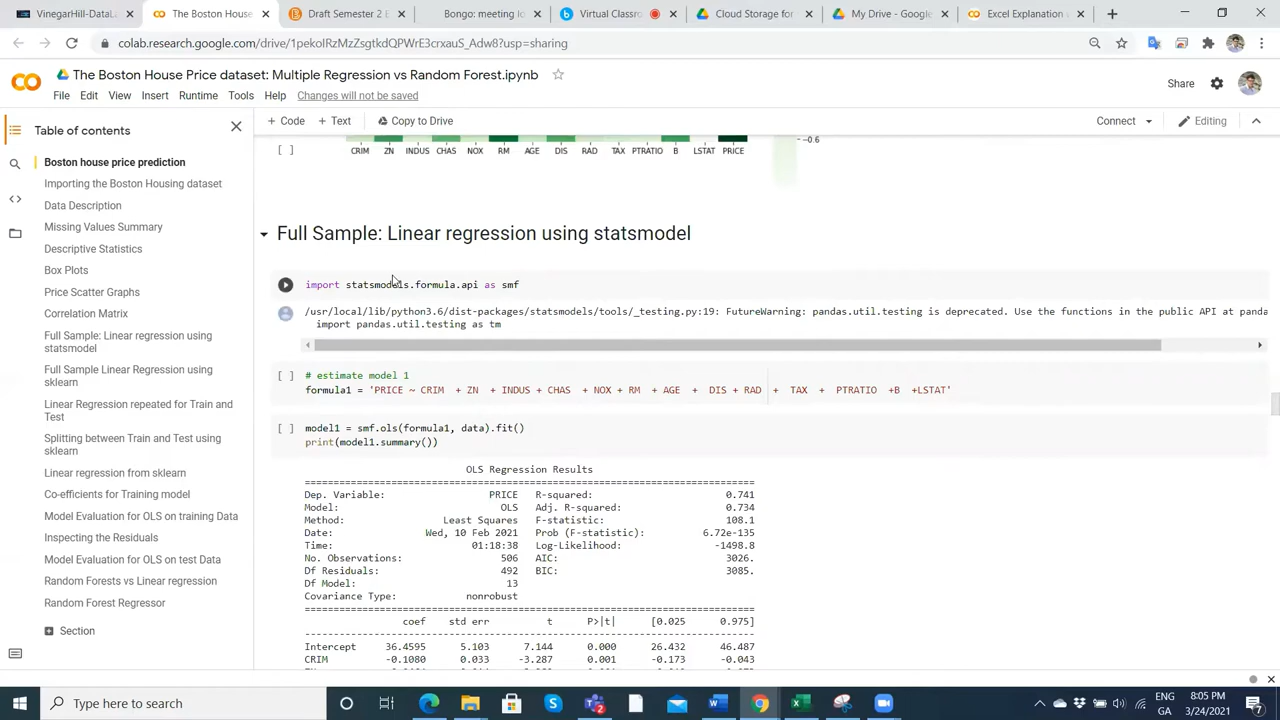 VinegarHill-DataLa
The Boston House
Draft Semester 2 E
Bongo: meeting lo
Virtual Classr
Cloud Storage for
My Drive - Google
Excel Explanation
colab.research.google.com/drive/1pekoIRzMzZsgtkdQPWrE3crxauS_Adw8?usp=sharing
The Boston House Price dataset: Multiple Regression vs Random Forest.ipynb
Share
File Edit View Insert Runtime Tools Help Changes will not be saved
Table of contents
+ Code + Text Copy to Drive
Connect Editing
Boston house price prediction
Importing the Boston Housing dataset
Data Description
Missing Values Summary
Descriptive Statistics
Box Plots
Price Scatter Graphs
Correlation Matrix
Full Sample: Linear regression using
statsmodel
Full Sample Linear Regression using
sklearn
Linear Regression repeated for Train and
Test
Splitting between Train and Test using
sklearn
Linear regression from sklearn
Co-efficients for Training model
Model Evaluation for OLS on training Data
Inspecting the Residuals
Model Evaluation for OLS on test Data
Random Forests vs Linear regression
Random Forest Regressor
Section
−0.6
[ ] CRIM ZN INDUS CHAS NOX RM AGE DIS RAD TAX PTRATIO B LSTAT PRICE
Full Sample: Linear regression using statsmodel
import statsmodels.formula.api as smf
/usr/local/lib/python3.6/dist-packages/statsmodels/tools/_testing.py:19: FutureWarning: pandas.util.testing is deprecated. Use the functions in the public API at panda
import pandas.util.testing as tm
[ ] # estimate model 1
formula1 = 'PRICE ~ CRIM + ZN + INDUS + CHAS + NOX + RM + AGE + DIS + RAD + TAX + PTRATIO +B +LSTAT'
[ ] model1 = smf.ols(formula1, data).fit()
print(model1.summary())
OLS Regression Results
Dep. Variable: PRICE R-squared: 0.741
Model: OLS Adj. R-squared: 0.734
Method: Least Squares F-statistic: 108.1
Date: Wed, 10 Feb 2021 Prob (F-statistic): 6.72e-135
Time: 01:18:38 Log-Likelihood: -1498.8
No. Observations: 506 AIC: 3026.
Df Residuals: 492 BIC: 3085.
Df Model: 13
Covariance Type: nonrobust
coef std err t P>|t| [0.025 0.975]
Intercept 36.4595 5.103 7.144 0.000 26.432 46.487
CRIM -0.1080 0.033 -3.287 0.001 -0.173 -0.043
Type here to search
ENG
GA
8:05 PM
3/24/2021